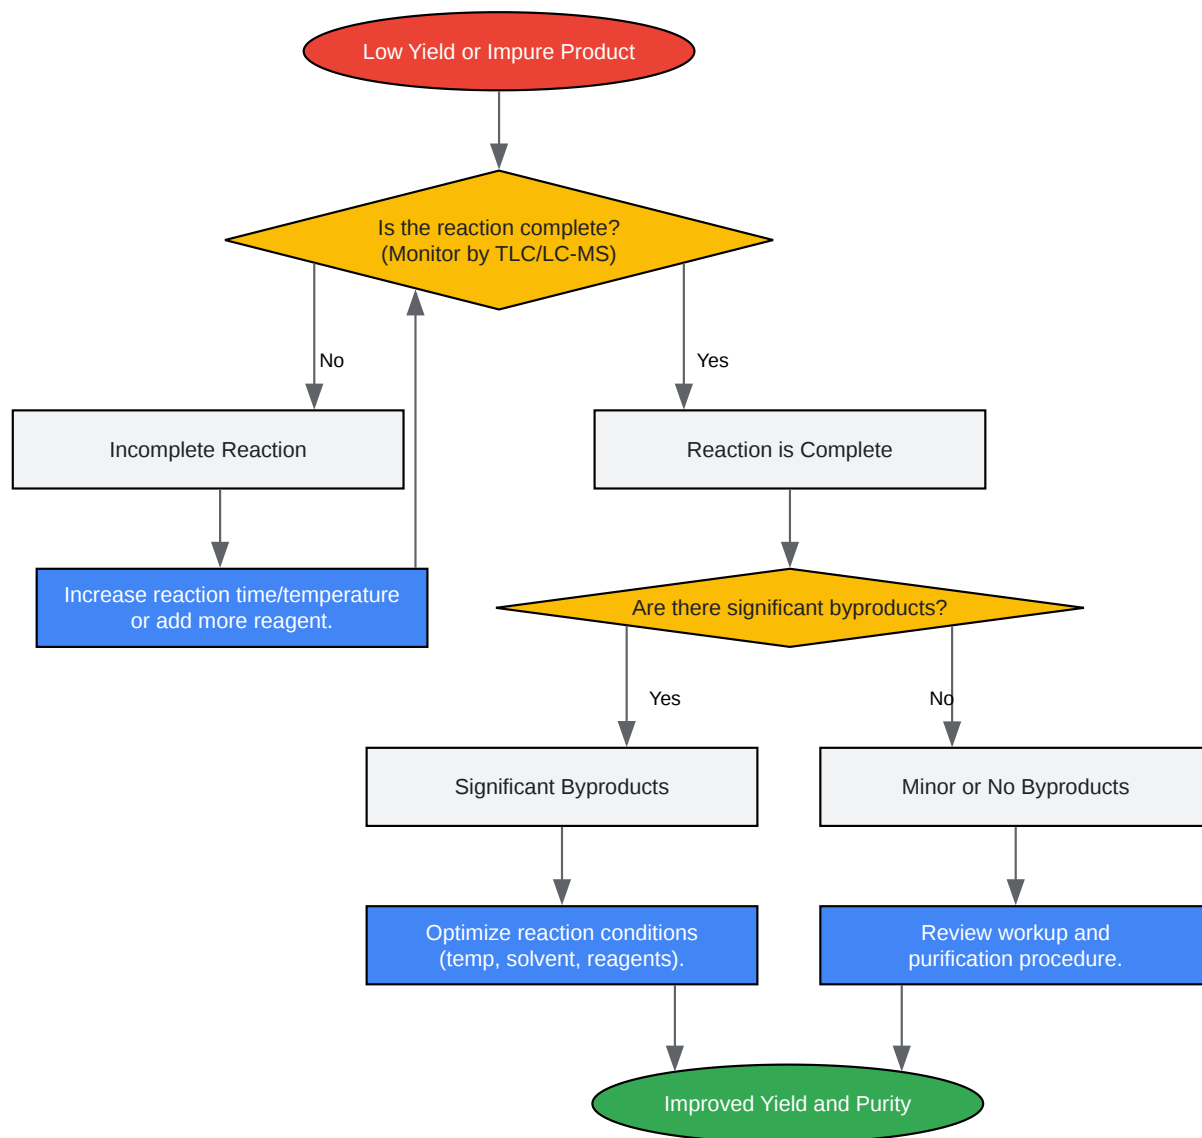 Low Yield or Impure Product
Is the reaction complete?
(Monitor by TLC/LC-MS)
No
Yes
Incomplete Reaction
Reaction is Complete
Increase reaction time/temperature
or add more reagent.
Are there significant byproducts?
Yes
No
Significant Byproducts
Minor or No Byproducts
Optimize reaction conditions
(temp, solvent, reagents).
Review workup and
purification procedure.
Improved Yield and Purity